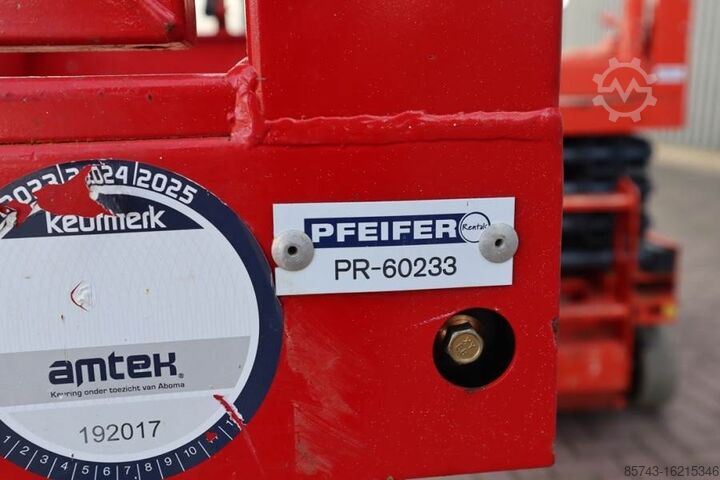 2023|2024|2025
keurmerk
amtek®
Keuring onder toezicht van Aboma
192017
1 2 3 4 5 6 7 8 9 10 11
PFEIFER Rentals
PR-60233
85743-16215346